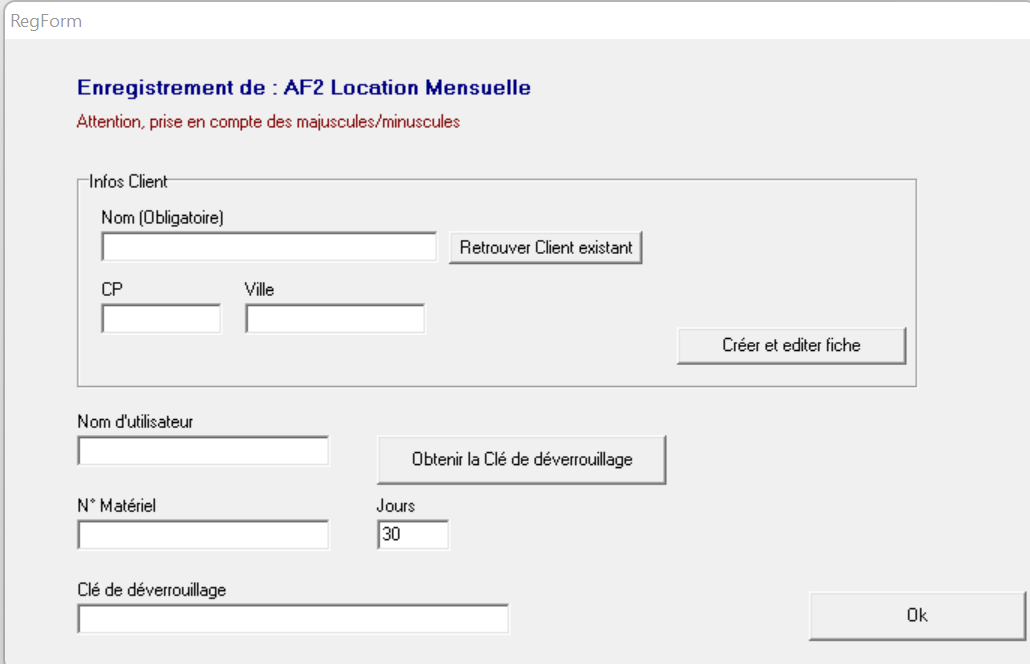 RegForm
Enregistrement de : AF2 Location Mensuelle
Attention, prise en compte des majuscules/minuscules
Infos Client
Nom (Obligatoire)
Retrouver Client existant
CP Ville
Créer et editer fiche
Nom d'utilisateur
Obtenir la Clé de déverrouillage
N° Matériel Jours
30
Clé de déverrouillage
Ok